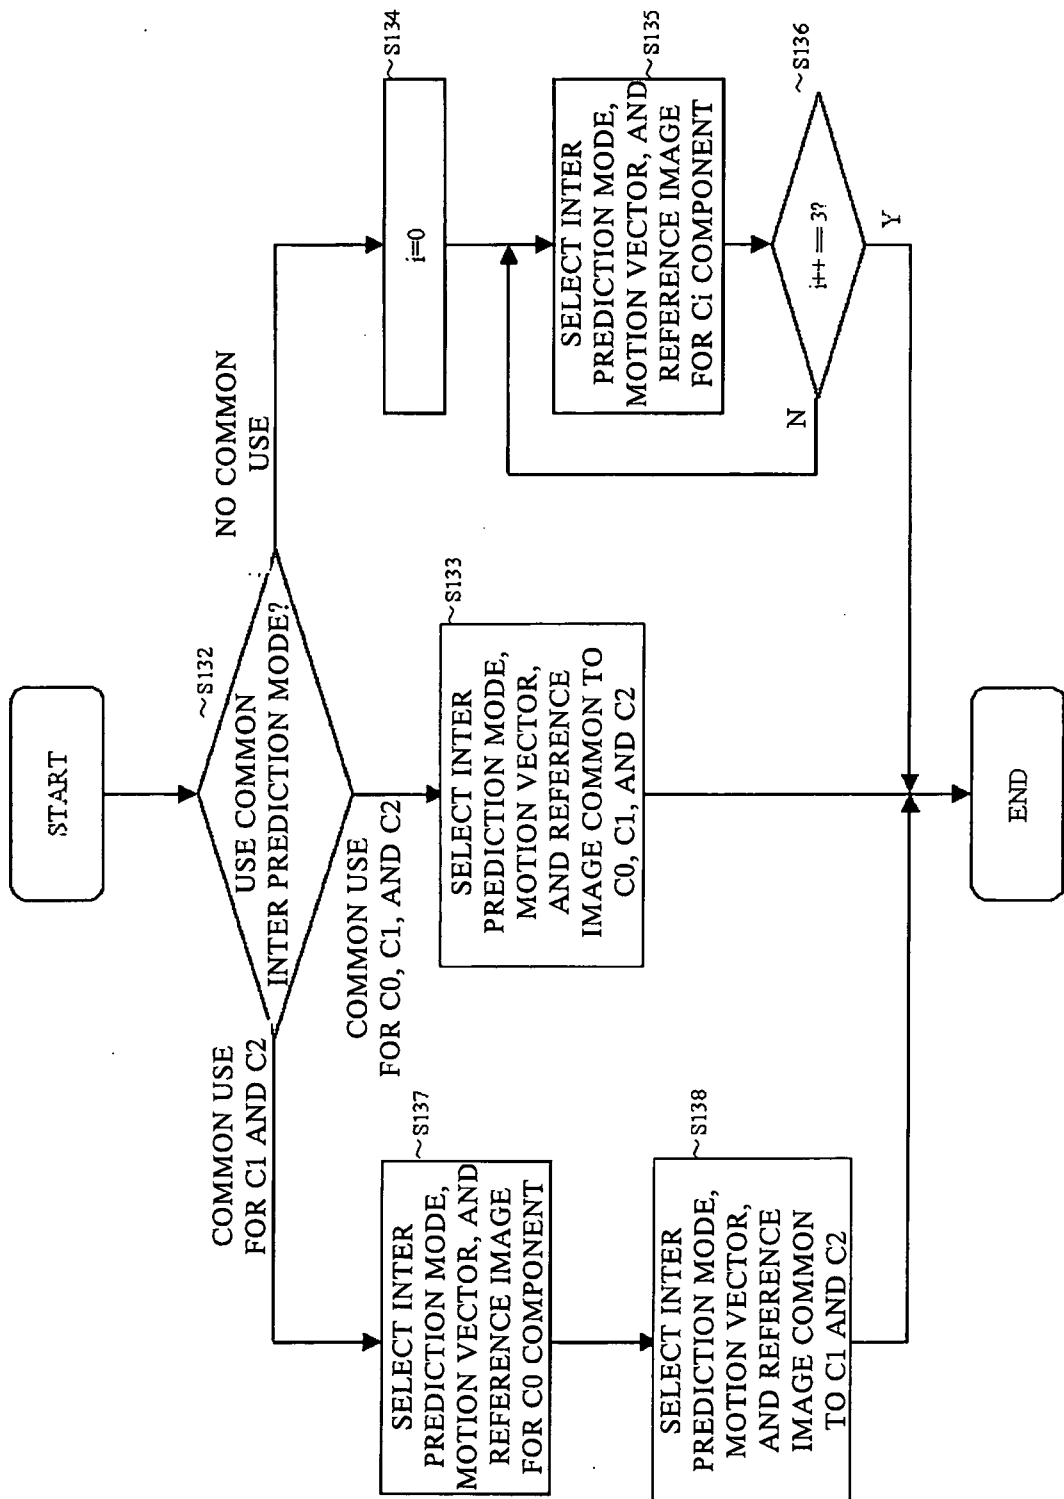 START
~S132
USE COMMON
INTER PREDICTION MODE?
COMMON USE
FOR C1 AND C2
COMMON USE
FOR C0, C1, AND C2
NO COMMON
USE
~S137
SELECT INTER
PREDICTION MODE,
MOTION VECTOR, AND
REFERENCE IMAGE
FOR C0 COMPONENT
~S138
SELECT INTER
PREDICTION MODE,
MOTION VECTOR,
AND REFERENCE
IMAGE COMMON
TO C1 AND C2
~S133
SELECT INTER
PREDICTION MODE,
MOTION VECTOR,
AND REFERENCE
IMAGE COMMON TO
C0, C1, AND C2
~S134
i=0
~S135
SELECT INTER
PREDICTION MODE,
MOTION VECTOR, AND
REFERENCE IMAGE
FOR Ci COMPONENT
~S136
i++ == 3?
N
Y
END